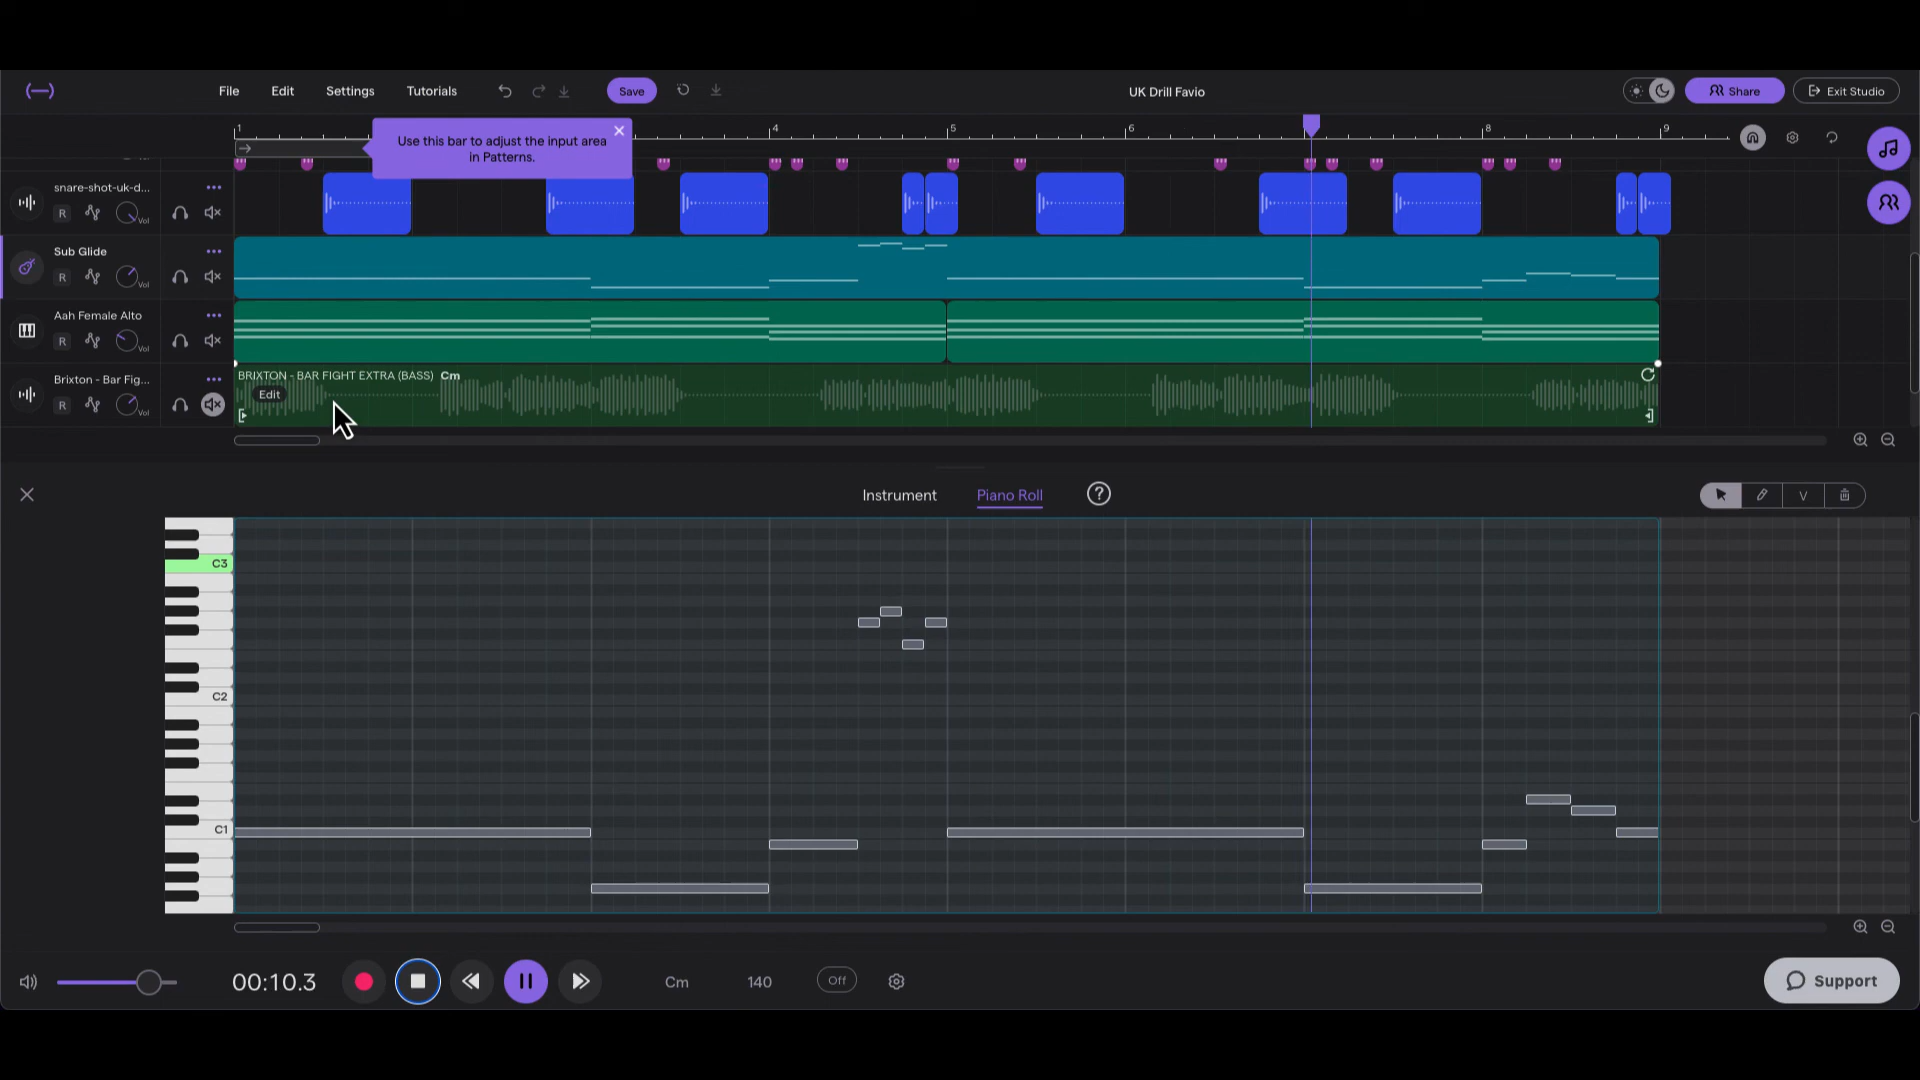 File Edit Settings Tutorials Save UK Drill Favio Share Exit Studio
1 4 5 6 8 9
Use this bar to adjust the input area
in Patterns.
snare-shot-uk-d...
R Vol
Sub Glide
R Vol
Aah Female Alto
R Vol
Brixton - Bar Fig...
R Vol
BRIXTON - BAR FIGHT EXTRA (BASS) Cm
Edit
Instrument Piano Roll ?
V
C3
C2
C1
00:10.3 Cm 140 Off Support